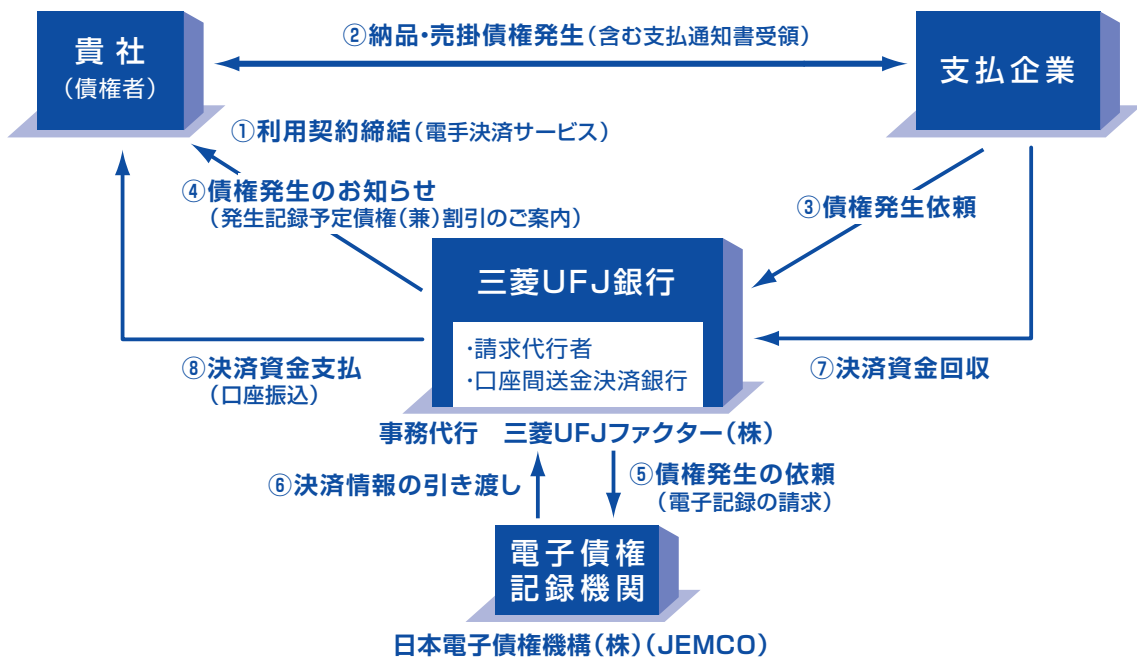 ②納品・売掛債権発生(含む支払通知書受領)
貴社
(債権者)
支払企業
①利用契約締結(電手決済サービス)
④債権発生のお知らせ
(発生記録予定債権(兼)割引のご案内)
③債権発生依頼
三菱UFJ銀行
・請求代行者
・口座間送金決済銀行
⑧決済資金支払
(口座振込)
⑦決済資金回収
事務代行　三菱UFJファクター(株)
⑥決済情報の引き渡し
⑤債権発生の依頼
(電子記録の請求)
電子債権
記録機関
日本電子債権機構(株)(JEMCO)